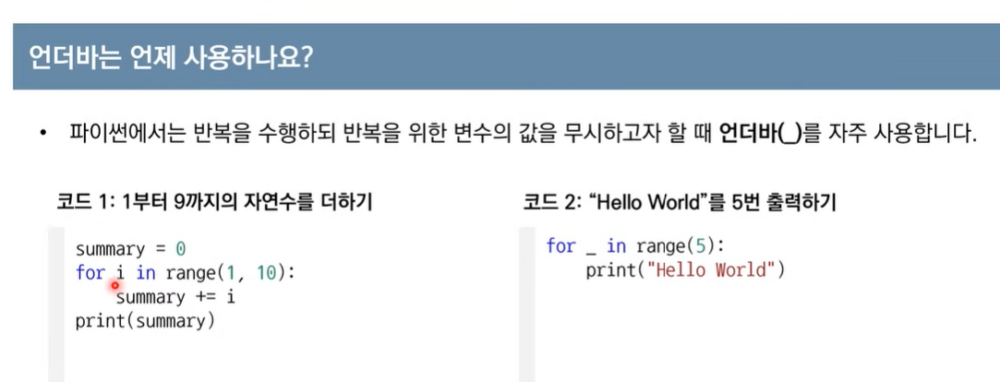 언더바는 언제 사용하나요?
• 파이썬에서는 반복을 수행하되 반복을 위한 변수의 값을 무시하고자 할 때 언더바(_)를 자주 사용합니다.
코드 1: 1부터 9까지의 자연수를 더하기
summary = 0
for i in range(1, 10):
    summary += i
print(summary)
코드 2: “Hello World”를 5번 출력하기
for _ in range(5):
    print("Hello World")